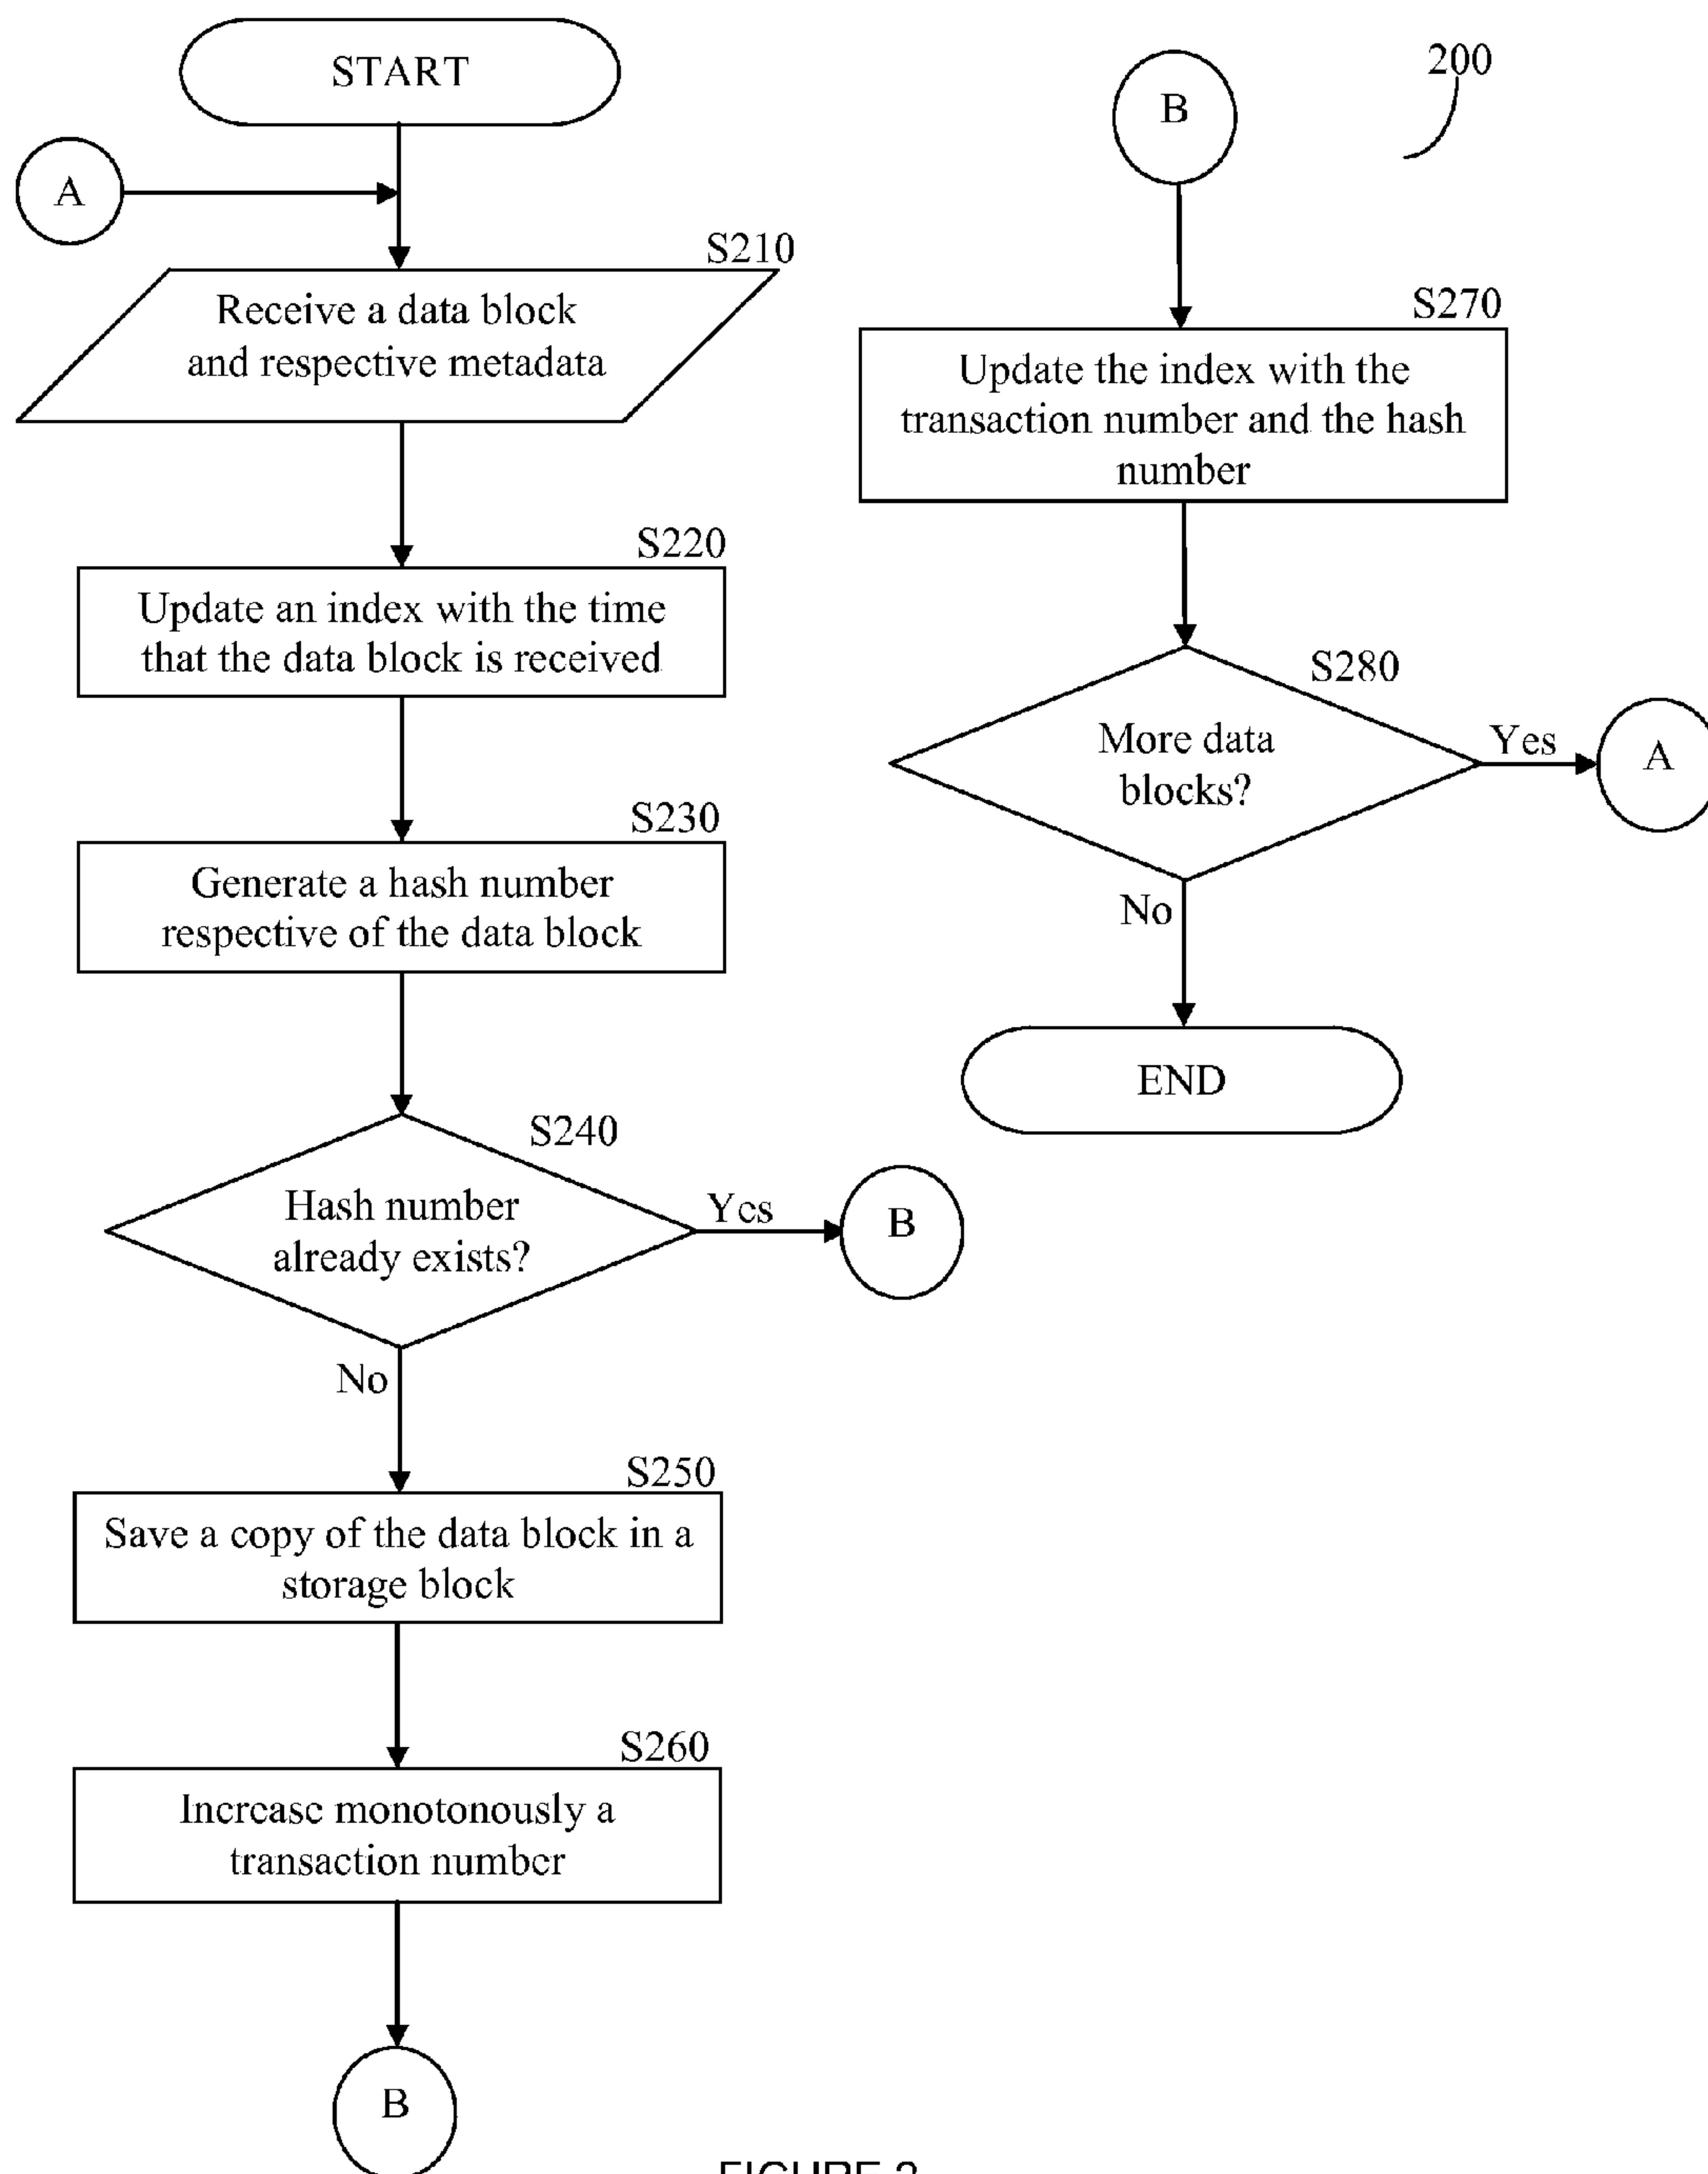 START
A
S210
Receive a data block
and respective metadata
S220
Update an index with the time
that the data block is received
S230
Generate a hash number
respective of the data block
S240
Hash number
already exists?
Yes
B
No
S250
Save a copy of the data block in a
storage block
S260
Increase monotonously a
transaction number
B
B
200
S270
Update the index with the
transaction number and the hash
number
S280
More data
blocks?
Yes
A
No
END